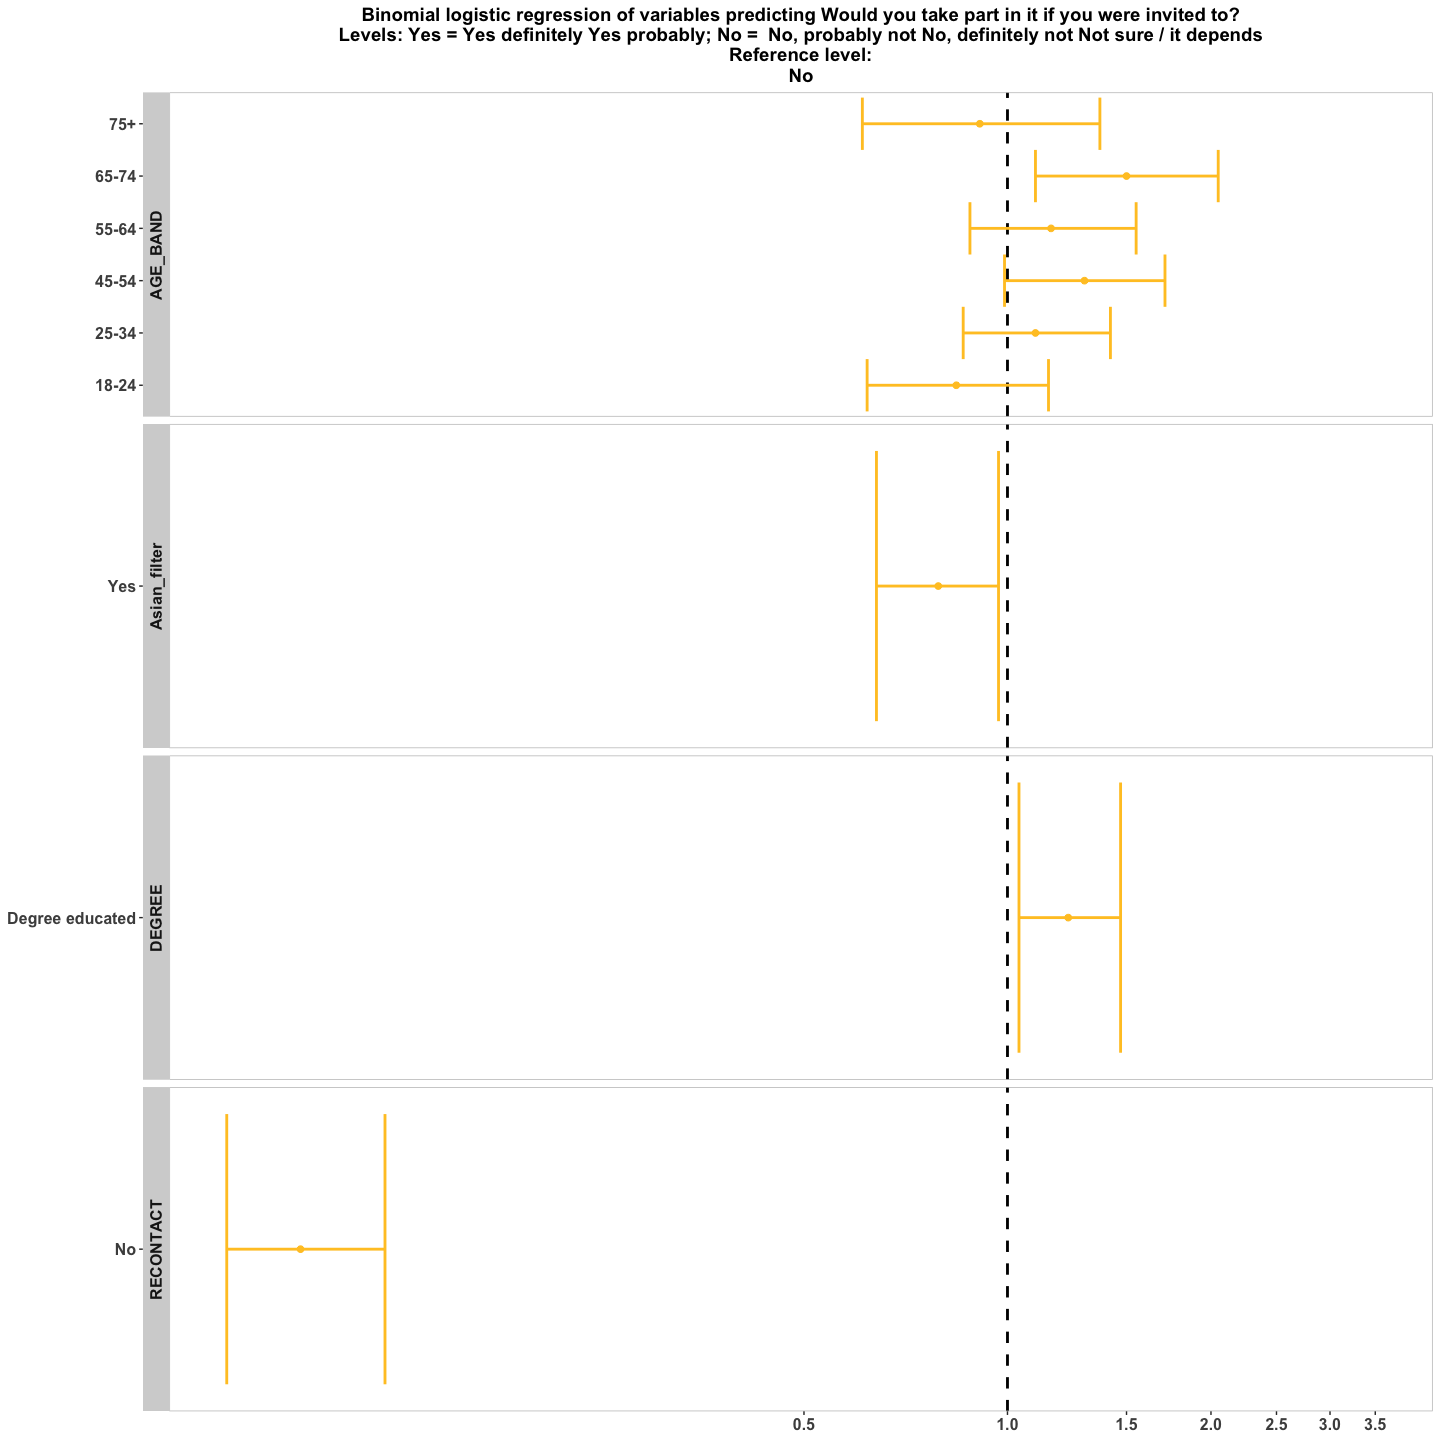 Binomial logistic regression of variables predicting Would you take part in it if you were invited to?
Levels: Yes = Yes definitely Yes probably; No =  No, probably not No, definitely not Not sure / it depends
Reference level:
No
AGE_BAND
75+
65-74
55-64
45-54
25-34
18-24
Asian_filter
Yes
DEGREE
Degree educated
RECONTACT
No
0.5 1.0 1.5 2.0 2.5 3.0 3.5